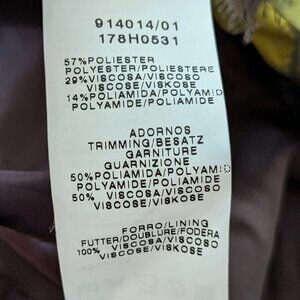 914014/01
178H0531
57%POLIESTER
POLYESTER/POLIESTERE
29%VISCOSA/VISCOSO
VISCOSE/VISKOSE
14%POLIAMIDA/POLYAMID
POLYAMIDE/POLIAMIDE
ADORNOS
TRIMMING/BESATZ
GARNITURE
GUARNIZIONE
50%POLIAMIDA/POLYAMID
POLYAMIDE/POLIAMIDE
50% VISCOSA/VISCOSO
VISCOSE/VISKOSE
FORRO/LINING
FUTTER/DOUBLURE/FODERA
100% VISCOSA/VISCOSO
VISCOSE/VISKOSE